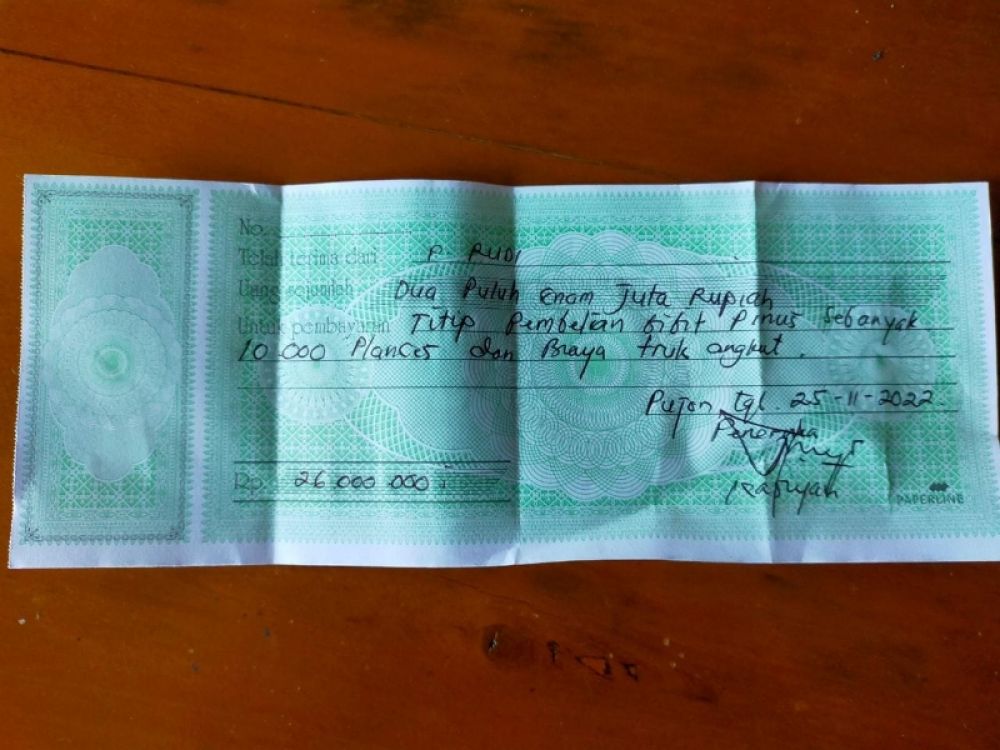 No.
Telah terima dari P RUDI
Uang sejumlah Dua Puluh Enam Juta Rupiah
Untuk pembayaran Titip Pembelian Bibit Pinus Sebanyak
10.000 Plances dan Biaya truk angkut.
Pujon, tgl. 25-11-2022.
Penerima
Rp. 26.000.000
PAPERLINE